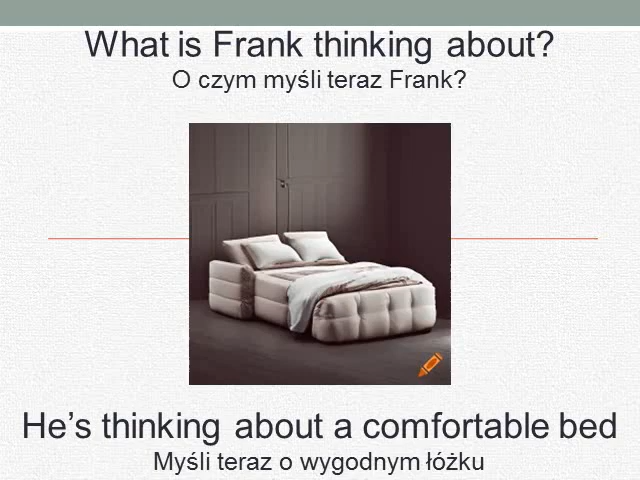 What is Frank thinking about?
O czym myśli teraz Frank?
He's thinking about a comfortable bed
Myśli teraz o wygodnym łóżku